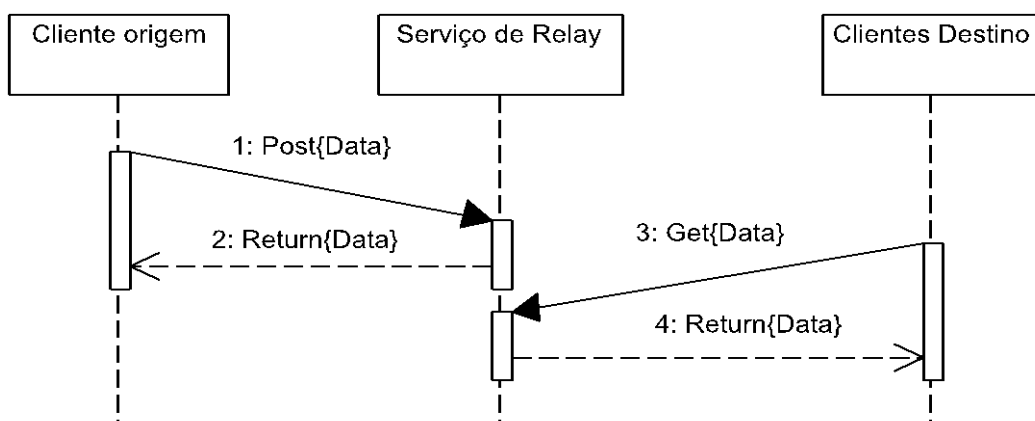 Cliente origem
Serviço de Relay
Clientes Destino
1: Post{Data}
2: Return{Data}
3: Get{Data}
4: Return{Data}